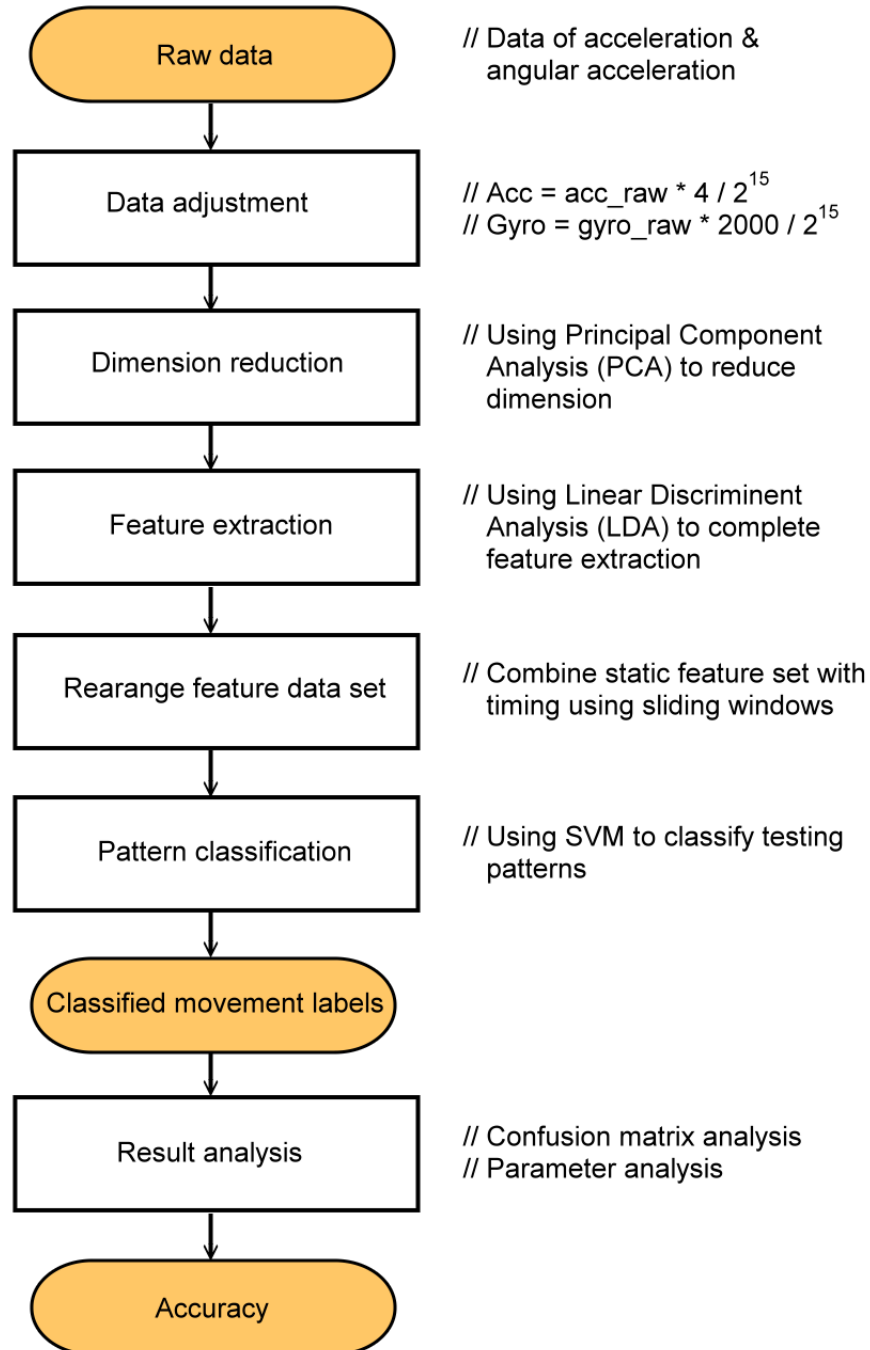 Raw data
// Data of acceleration &
angular acceleration
Data adjustment
// Acc = acc_raw * 4 / 2^15
// Gyro = gyro_raw * 2000 / 2^15
Dimension reduction
// Using Principal Component
Analysis (PCA) to reduce
dimension
Feature extraction
// Using Linear Discriminent
Analysis (LDA) to complete
feature extraction
Rearange feature data set
// Combine static feature set with
timing using sliding windows
Pattern classification
// Using SVM to classify testing
patterns
Classified movement labels
Result analysis
// Confusion matrix analysis
// Parameter analysis
Accuracy